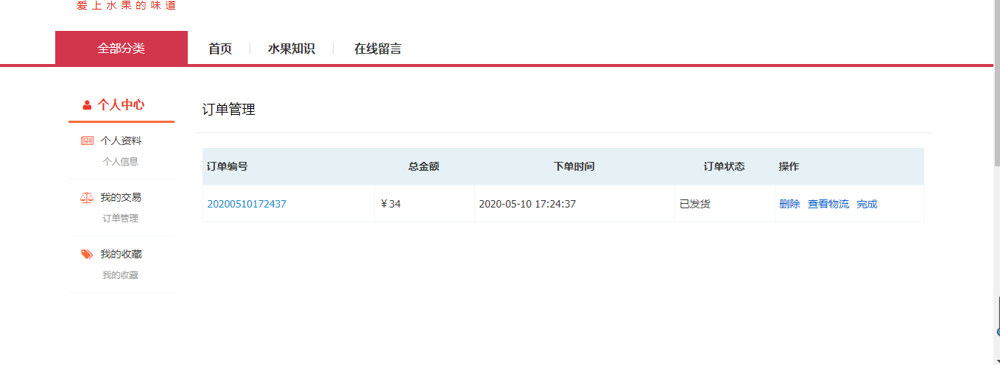 爱上水果的味道
全部分类 首页 水果知识 在线留言
个人中心
个人资料
个人信息
我的交易
订单管理
我的收藏
我的收藏
订单管理
订单编号 总金额 下单时间 订单状态 操作
20200510172437 ￥34 2020-05-10 17:24:37 已发货 删除 查看物流 完成